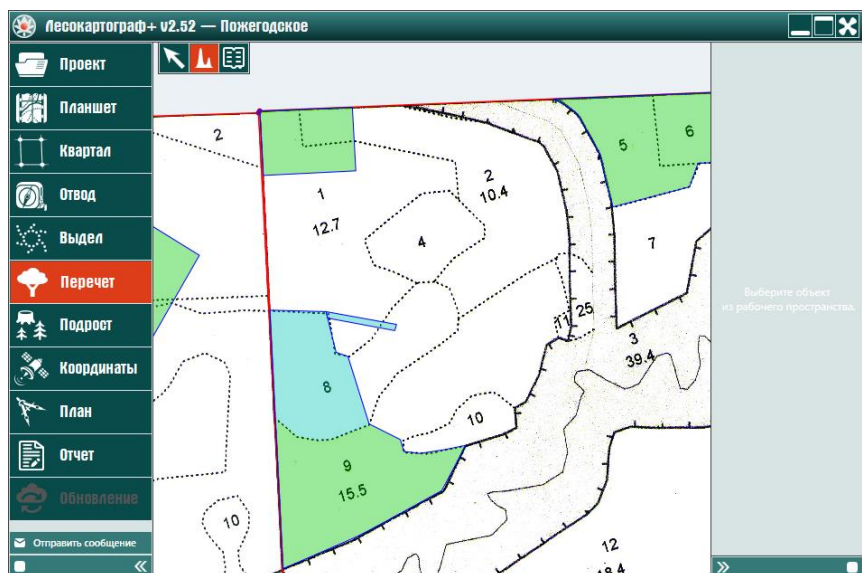 Лесокартограф+ v2.52 — Пожегодское
Проект
Планшет
Квартал
Отвод
Выдел
Перечет
Подрост
Координаты
План
Отчет
Обновление
Отправить сообщение
2
1
12.7
2
10.4
4
5
6
7
11
25
3
39.4
8
10
9
15.5
10
12
18.4
Выберите объект
из рабочего пространства.